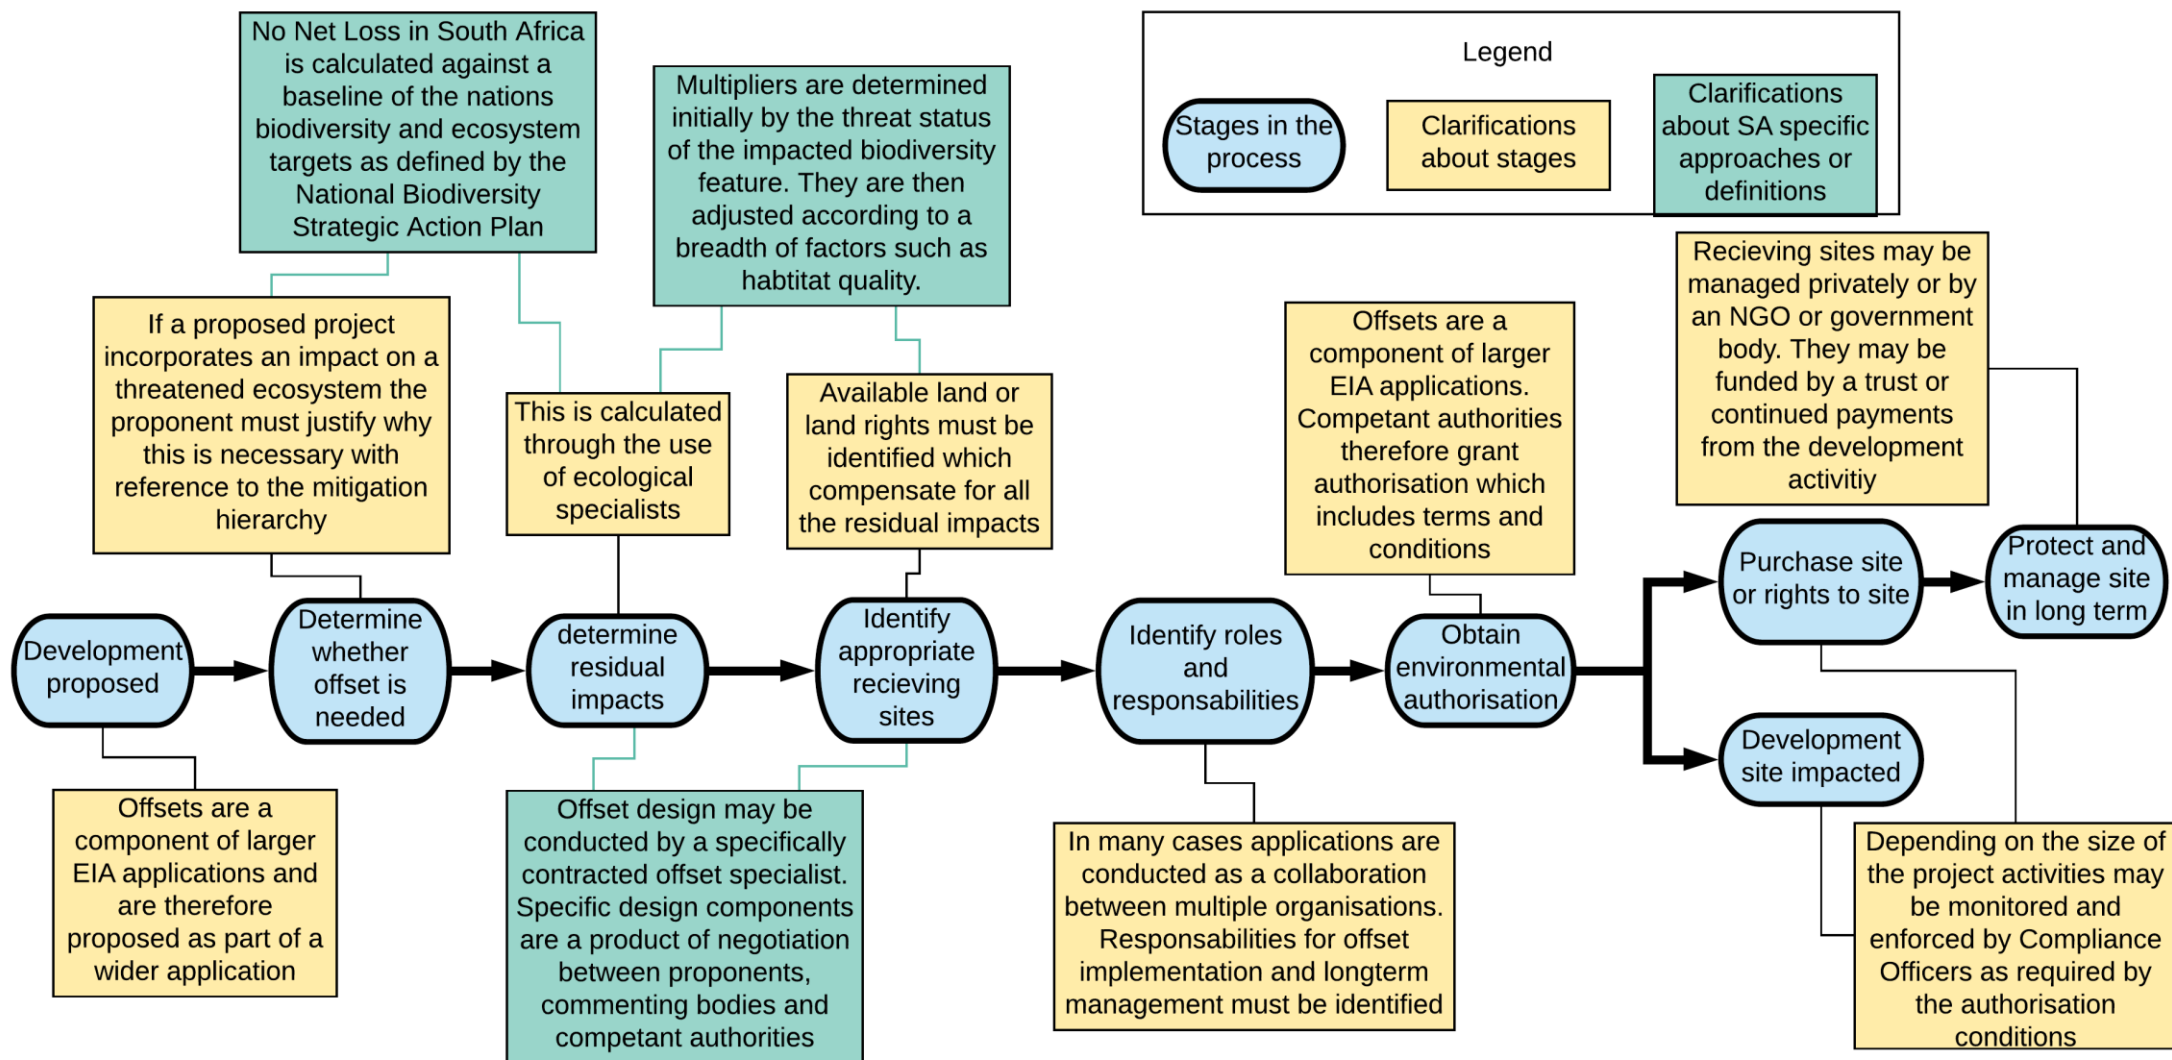 No Net Loss in South Africa
is calculated against a
baseline of the nations
biodiversity and ecosystem
targets as defined by the
National Biodiversity
Strategic Action Plan
Multipliers are determined
initially by the threat status
of the impacted biodiversity
feature. They are then
adjusted according to a
breadth of factors such as
habtitat quality.
Legend
Stages in the
process
Clarifications
about stages
Clarifications
about SA specific
approaches or
definitions
If a proposed project
incorporates an impact on a
threatened ecosystem the
proponent must justify why
this is necessary with
reference to the mitigation
hierarchy
This is calculated
through the use
of ecological
specialists
Available land or
land rights must be
identified which
compensate for all
the residual impacts
Offsets are a
component of larger
EIA applications.
Competant authorities
therefore grant
authorisation which
includes terms and
conditions
Recieving sites may be
managed privately or by
an NGO or government
body. They may be
funded by a trust or
continued payments
from the development
activitiy
Development
proposed
Determine
whether
offset is
needed
determine
residual
impacts
Identify
appropriate
recieving
sites
Identify roles
and
responsabilities
Obtain
environmental
authorisation
Purchase site
or rights to site
Protect and
manage site
in long term
Development
site impacted
Offsets are a
component of larger
EIA applications and
are therefore
proposed as part of a
wider application
Offset design may be
conducted by a specifically
contracted offset specialist.
Specific design components
are a product of negotiation
between proponents,
commenting bodies and
competant authorities
In many cases applications are
conducted as a collaboration
between multiple organisations.
Responsabilities for offset
implementation and longterm
management must be identified
Depending on the size of
the project activities may
be monitored and
enforced by Compliance
Officers as required by
the authorisation
conditions